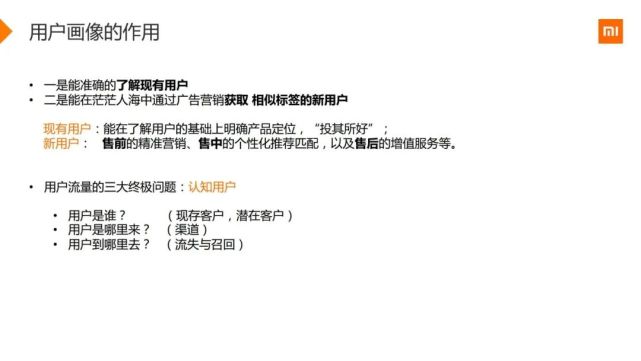 用户画像的作用
mi
• 一是能准确的了解现有用户
• 二是能在茫茫人海中通过广告营销获取 相似标签的新用户
现有用户：能在了解用户的基础上明确产品定位，“投其所好”；
新用户： 售前的精准营销、售中的个性化推荐匹配，以及售后的增值服务等。
• 用户流量的三大终极问题：认知用户
• 用户是谁？ （现存客户，潜在客户）
• 用户是哪里来？ （渠道）
• 用户到哪里去？ （流失与召回）